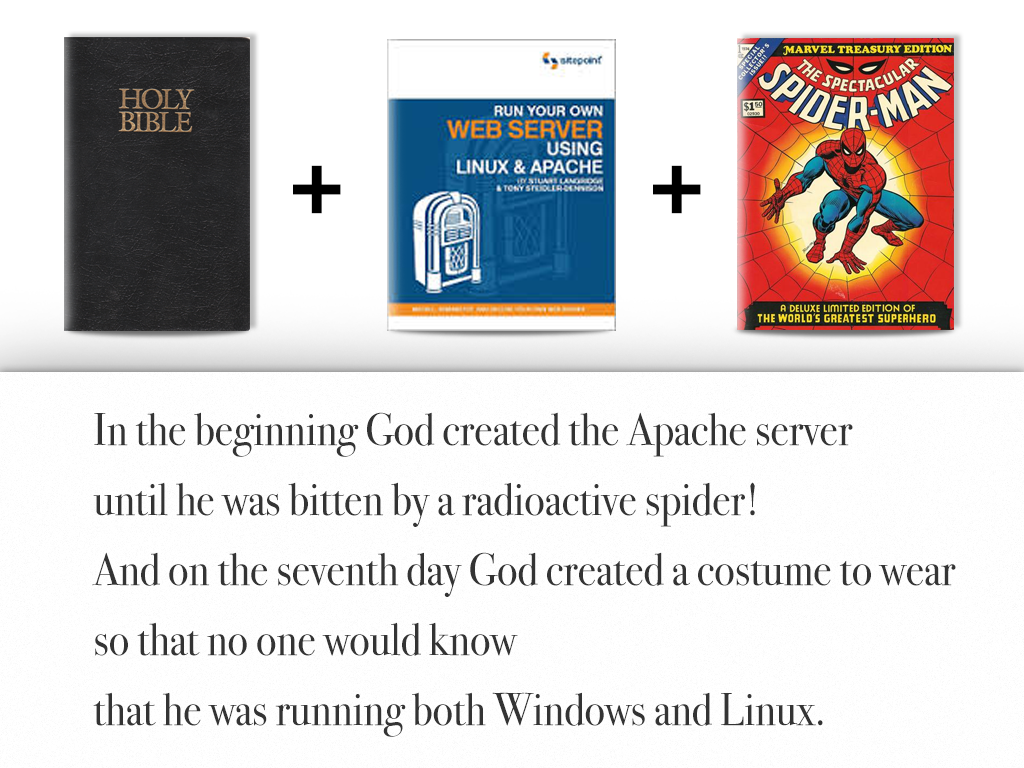 HOLY
BIBLE
sitepoint
RUN YOUR OWN
WEB SERVER
USING
LINUX & APACHE
BY STUART LANGRIDGE
& TONY STEIDLER-DENNISON
SPECIAL
COLLECTOR'S
ISSUE!!
MARVEL TREASURY EDITION
THE SPECTACULAR
SPIDER-MAN
$1.50
A DELUXE LIMITED EDITION OF
THE WORLD'S GREATEST SUPERHERO
In the beginning God created the Apache server
until he was bitten by a radioactive spider!
And on the seventh day God created a costume to wear
so that no one would know
that he was running both Windows and Linux.